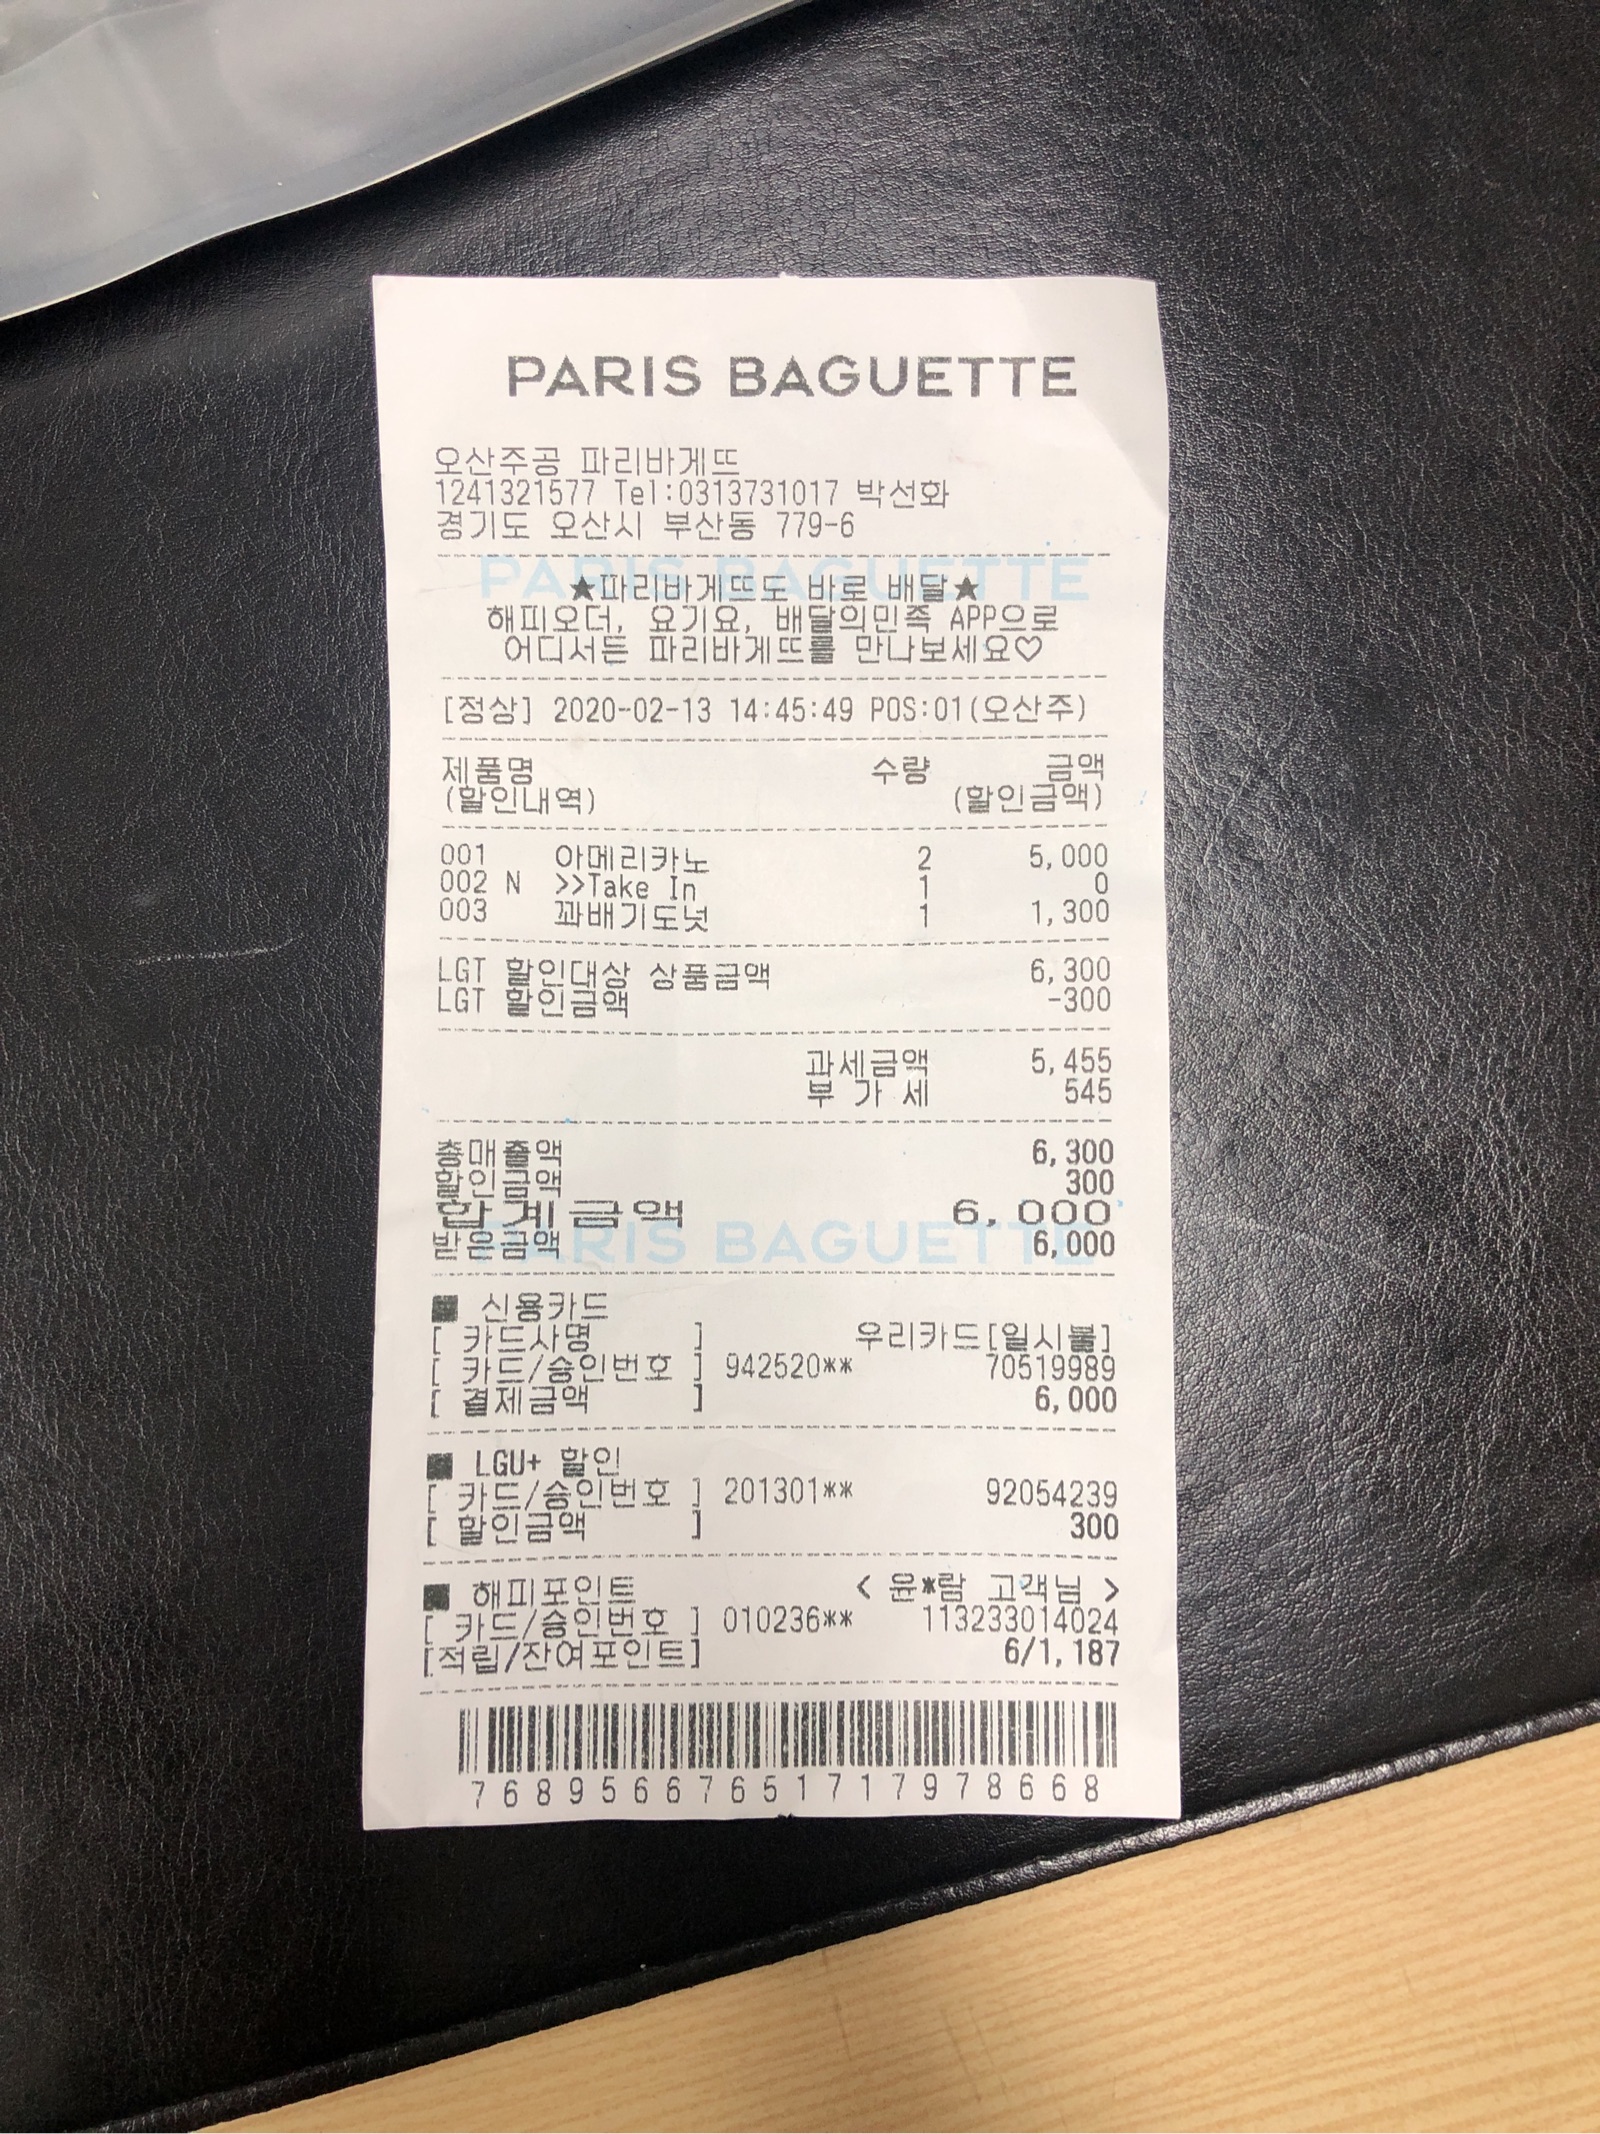 PARIS BAGUETTE
오산주공 파리바게뜨
1241321577 Tel:0313731017 박선화
경기도 오산시 부산동 779-6
PARIS BAGUETTE
★파리바게뜨도 바로 배달★
해피오더, 요기요, 배달의민족 APP으로
어디서든 파리바게뜨를 만나보세요♡
[정상] 2020-02-13 14:45:49 POS:01(오산주)
제품명 수량 금액
(할인내역) (할인금액)
001 아메리카노 2 5,000
002 N >>Take In 1 0
003 꽈배기도넛 1 1,300
LGT 할인대상 상품금액 6,300
LGT 할인금액 -300
과세금액 5,455
부 가 세 545
총매출액 6,300
할인금액 300
합계금액 6,000
받은금액 6,000
PARIS BAGUETTE
■ 신용카드
[ 카드사명 ] 우리카드[일시불]
[ 카드/승인번호 ] 942520** 70519989
[ 결제금액 ] 6,000
■ LGU+ 할인
[ 카드/승인번호 ] 201301** 92054239
[ 할인금액 ] 300
■ 해피포인트 < 윤*람 고객님 >
[ 카드/승인번호 ] 010236** 113233014024
[적립/잔여포인트] 6/1,187
76895667651717978668